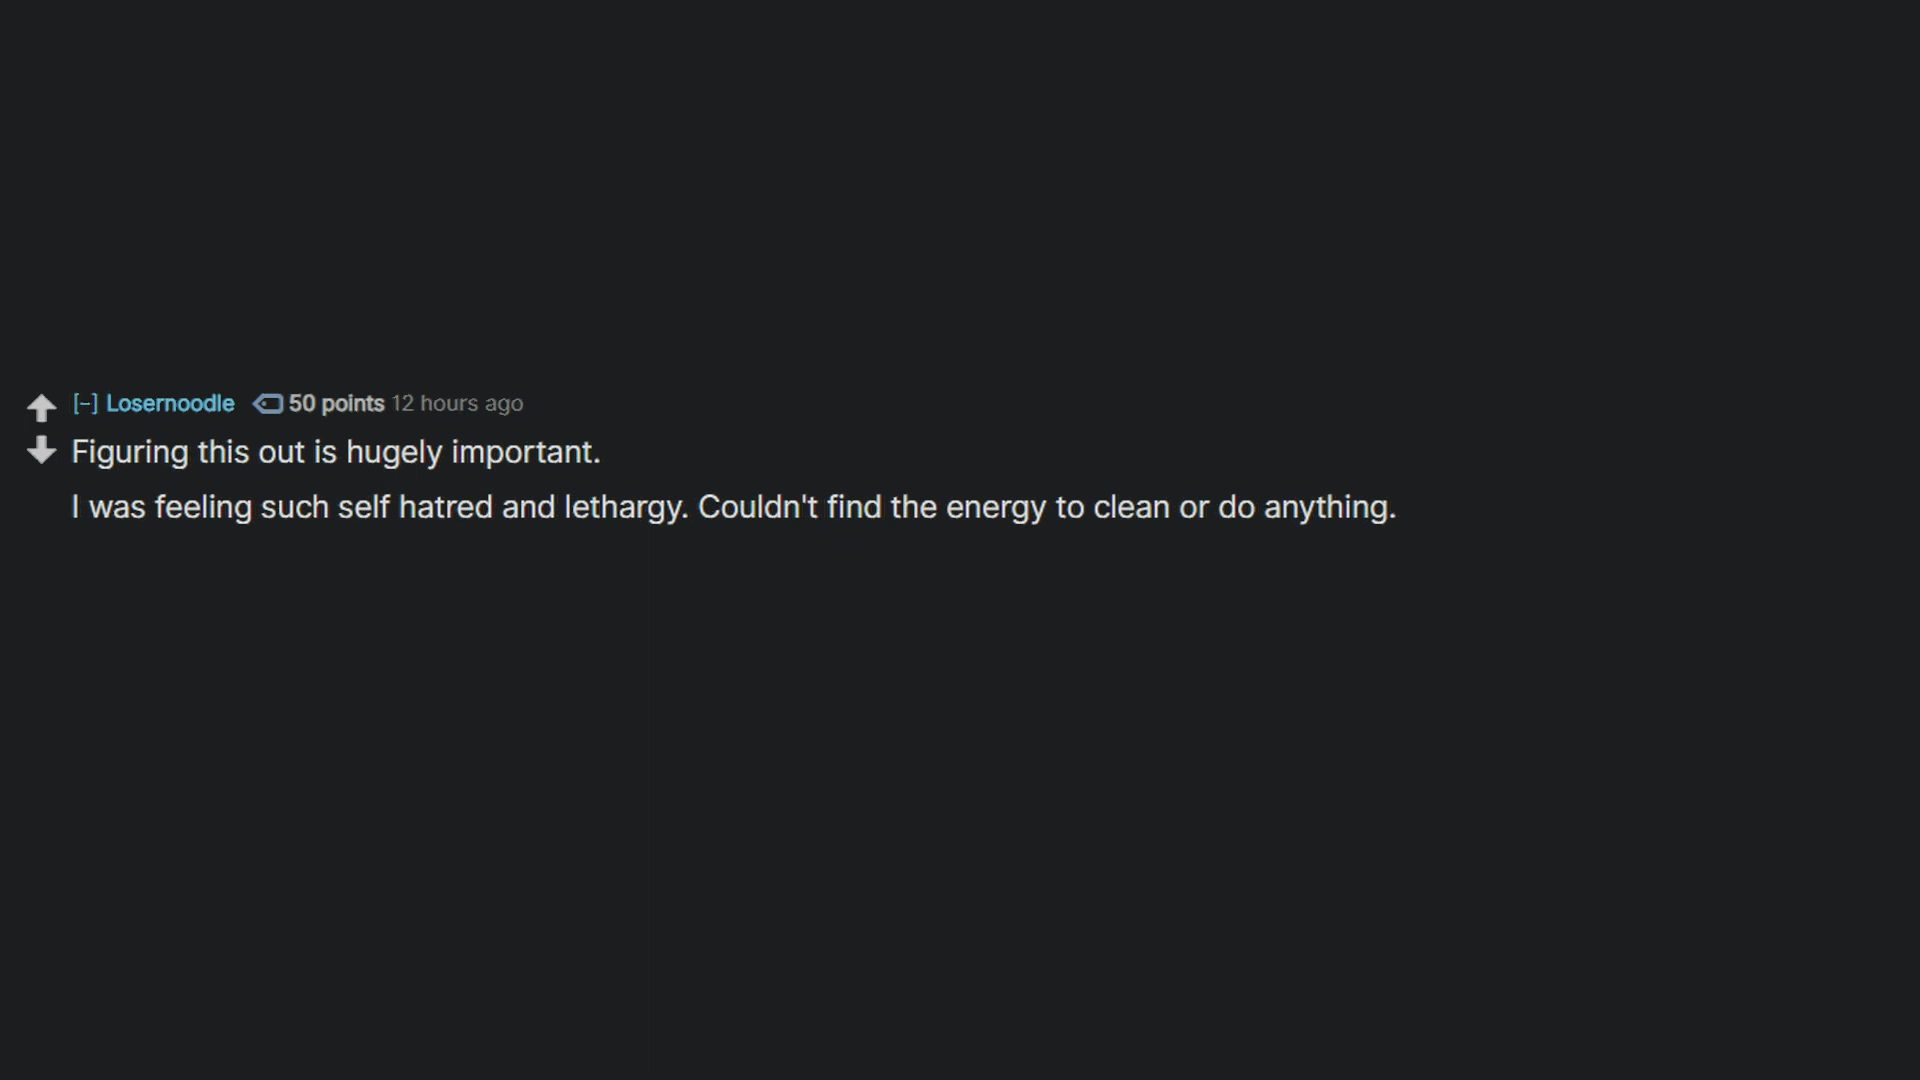 [-] Losernoodle 50 points 12 hours ago
Figuring this out is hugely important.
I was feeling such self hatred and lethargy. Couldn't find the energy to clean or do anything.